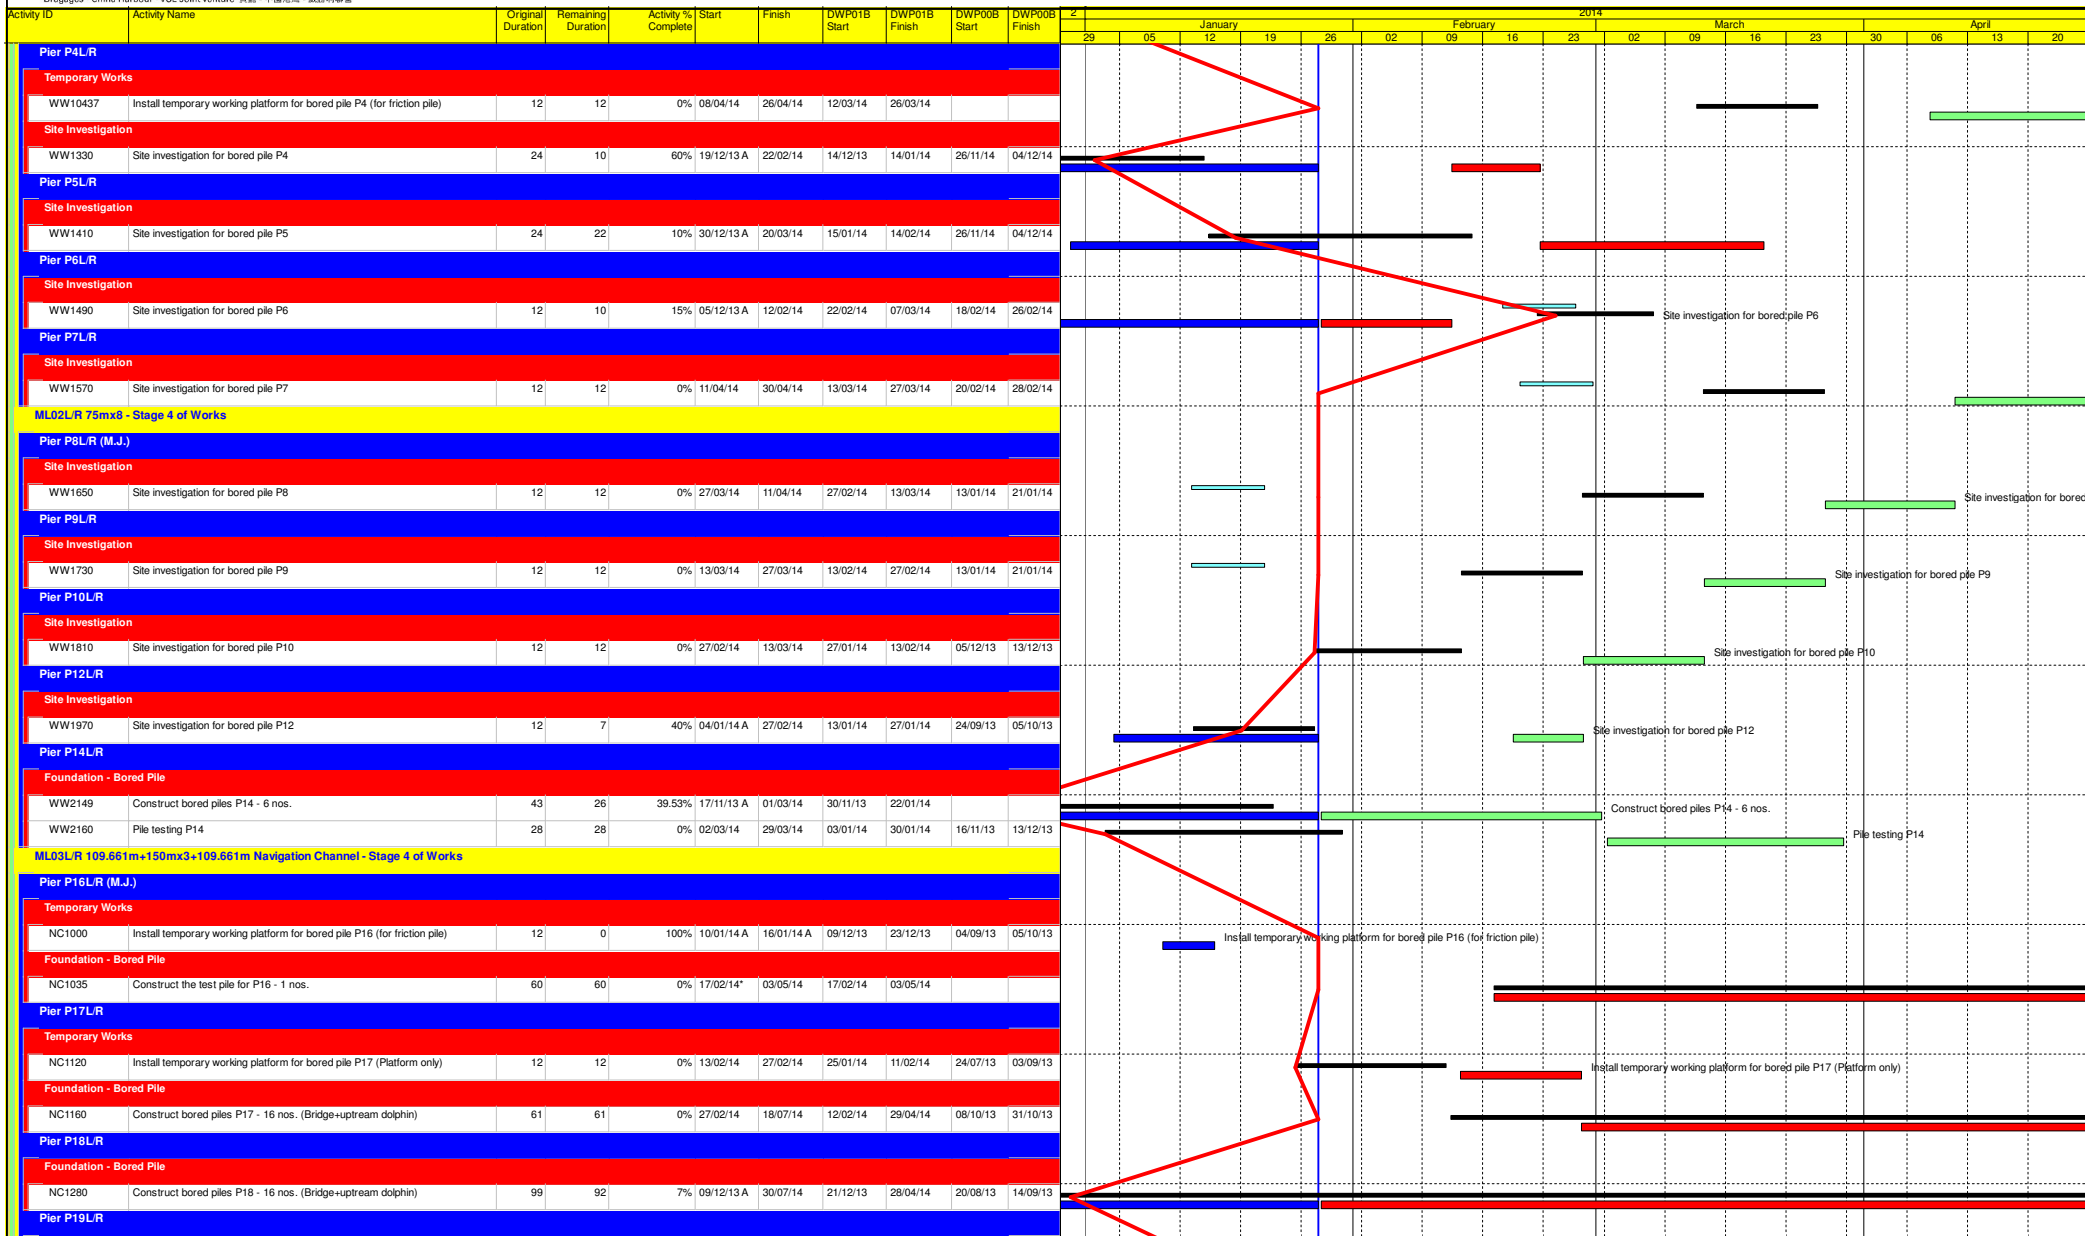 Activity ID Activity Name Original Duration Remaining Duration Activity % Complete Start Finish DWP01B Start DWP01B Finish DWP00B Start DWP00B Finish
2 2014
January February March April
29 05 12 19 26 02 09 16 23 02 09 16 23 30 06 13 20
Pier P4L/R
Temporary Works
WW10437 Install temporary working platform for bored pile P4 (for friction pile) 12 12 0% 08/04/14 26/04/14 12/03/14 26/03/14
Site Investigation
WW1330 Site investigation for bored pile P4 24 10 60% 19/12/13 A 22/02/14 14/12/13 14/01/14 26/11/14 04/12/14
Pier P5L/R
Site Investigation
WW1410 Site investigation for bored pile P5 24 22 10% 30/12/13 A 20/03/14 15/01/14 14/02/14 26/11/14 04/12/14
Pier P6L/R
Site Investigation
WW1490 Site investigation for bored pile P6 12 10 15% 05/12/13 A 12/02/14 22/02/14 07/03/14 18/02/14 26/02/14 Site investigation for bored pile P6
Pier P7L/R
Site Investigation
WW1570 Site investigation for bored pile P7 12 12 0% 11/04/14 30/04/14 13/03/14 27/03/14 20/02/14 28/02/14
ML02L/R 75mx8 - Stage 4 of Works
Pier P8L/R (M.J.)
Site Investigation
WW1650 Site investigation for bored pile P8 12 12 0% 27/03/14 11/04/14 27/02/14 13/03/14 13/01/14 21/01/14 Site investigation for bored
Pier P9L/R
Site Investigation
WW1730 Site investigation for bored pile P9 12 12 0% 13/03/14 27/03/14 13/02/14 27/02/14 13/01/14 21/01/14 Site investigation for bored pile P9
Pier P10L/R
Site Investigation
WW1810 Site investigation for bored pile P10 12 12 0% 27/02/14 13/03/14 27/01/14 13/02/14 05/12/13 13/12/13 Site investigation for bored pile P10
Pier P12L/R
Site Investigation
WW1970 Site investigation for bored pile P12 12 7 40% 04/01/14 A 27/02/14 13/01/14 27/01/14 24/09/13 05/10/13 Site investigation for bored pile P12
Pier P14L/R
Foundation - Bored Pile
WW2149 Construct bored piles P14 - 6 nos. 43 26 39.53% 17/11/13 A 01/03/14 30/11/13 22/01/14 Construct bored piles P14 - 6 nos.
WW2160 Pile testing P14 28 28 0% 02/03/14 29/03/14 03/01/14 30/01/14 16/11/13 13/12/13 Pile testing P14
ML03L/R 109.661m+150mx3+109.661m Navigation Channel - Stage 4 of Works
Pier P16L/R (M.J.)
Temporary Works
NC1000 Install temporary working platform for bored pile P16 (for friction pile) 12 0 100% 10/01/14 A 16/01/14 A 09/12/13 23/12/13 04/09/13 05/10/13 Install temporary working platform for bored pile P16 (for friction pile)
Foundation - Bored Pile
NC1035 Construct the test pile for P16 - 1 nos. 60 60 0% 17/02/14* 03/05/14 17/02/14 03/05/14
Pier P17L/R
Temporary Works
NC1120 Install temporary working platform for bored pile P17 (Platform only) 12 12 0% 13/02/14 27/02/14 25/01/14 11/02/14 24/07/13 03/09/13 Install temporary working platform for bored pile P17 (Platform only)
Foundation - Bored Pile
NC1160 Construct bored piles P17 - 16 nos. (Bridge+uptream dolphin) 61 61 0% 27/02/14 18/07/14 12/02/14 29/04/14 08/10/13 31/10/13
Pier P18L/R
Foundation - Bored Pile
NC1280 Construct bored piles P18 - 16 nos. (Bridge+uptream dolphin) 99 92 7% 09/12/13 A 30/07/14 21/12/13 28/04/14 20/08/13 14/09/13
Pier P19L/R